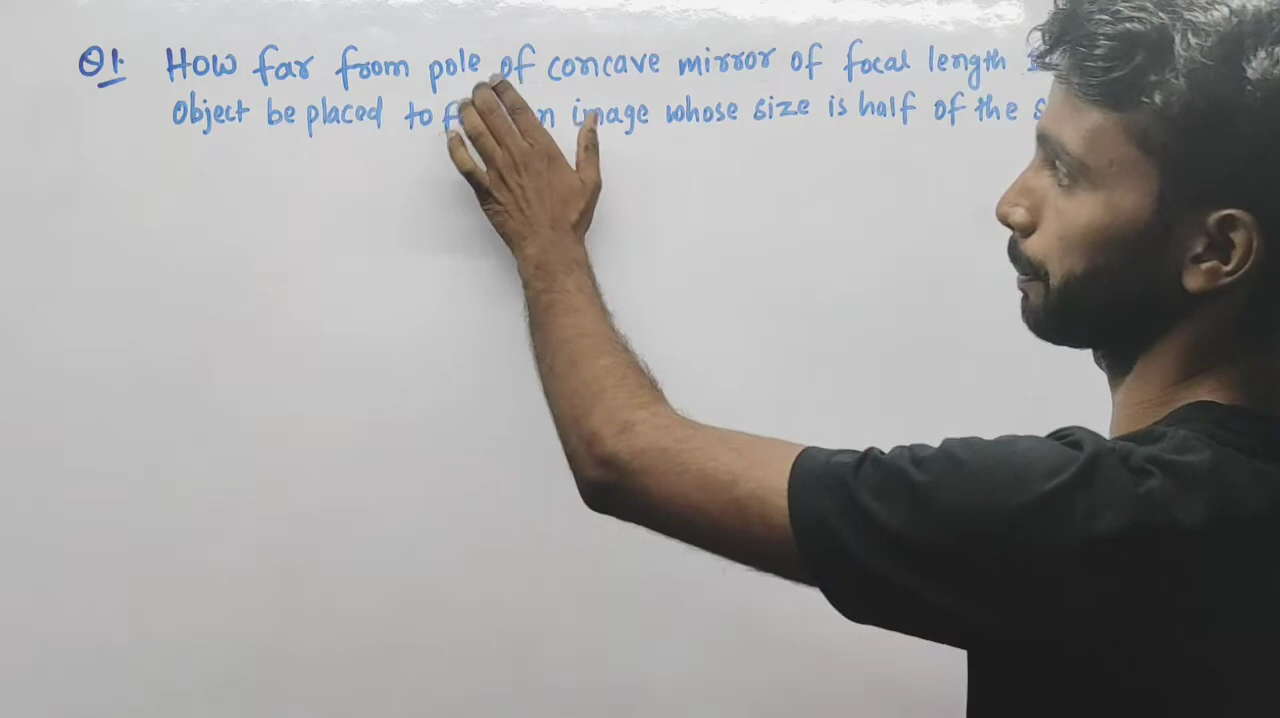 Q1. How far from pole of concave mirror of focal length
Object be placed to image whose size is half of the